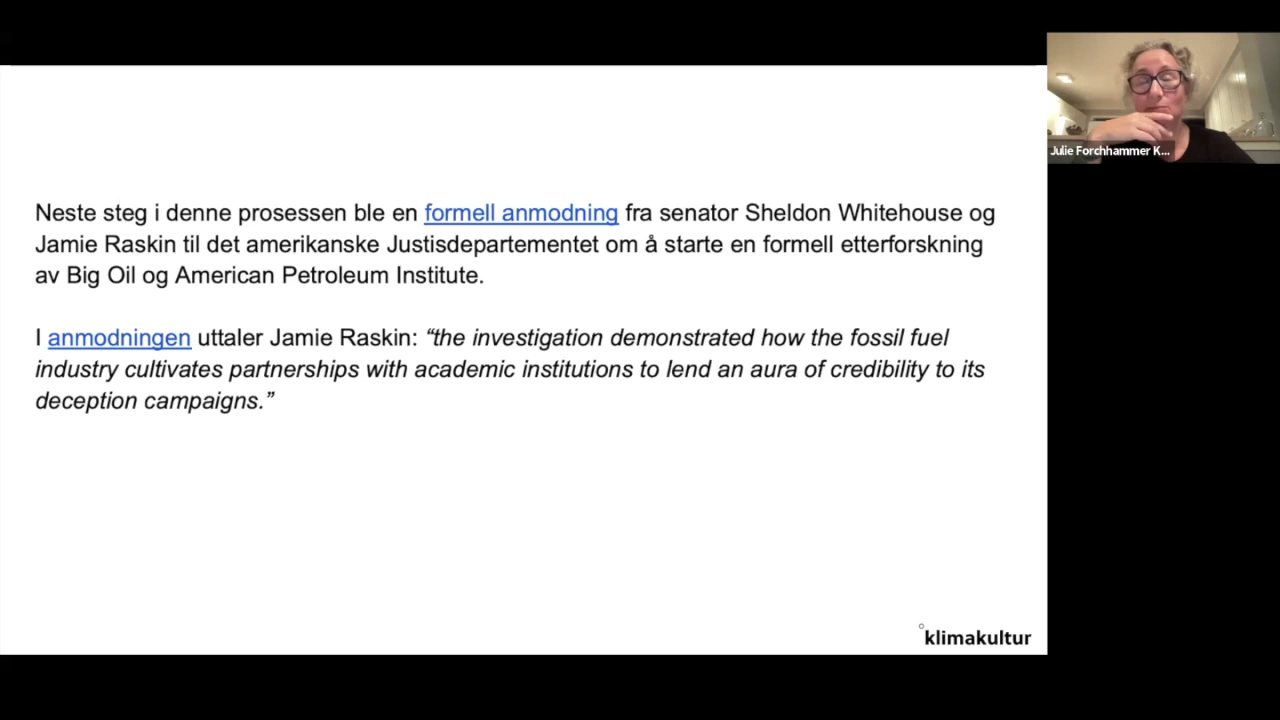 Neste steg i denne prosessen ble en formell anmodning fra senator Sheldon Whitehouse og
Jamie Raskin til det amerikanske Justisdepartementet om å starte en formell etterforskning
av Big Oil og American Petroleum Institute.
I anmodningen uttaler Jamie Raskin: “the investigation demonstrated how the fossil fuel
industry cultivates partnerships with academic institutions to lend an aura of credibility to its
deception campaigns.”
°klimakultur
Julie Forchhammer K...